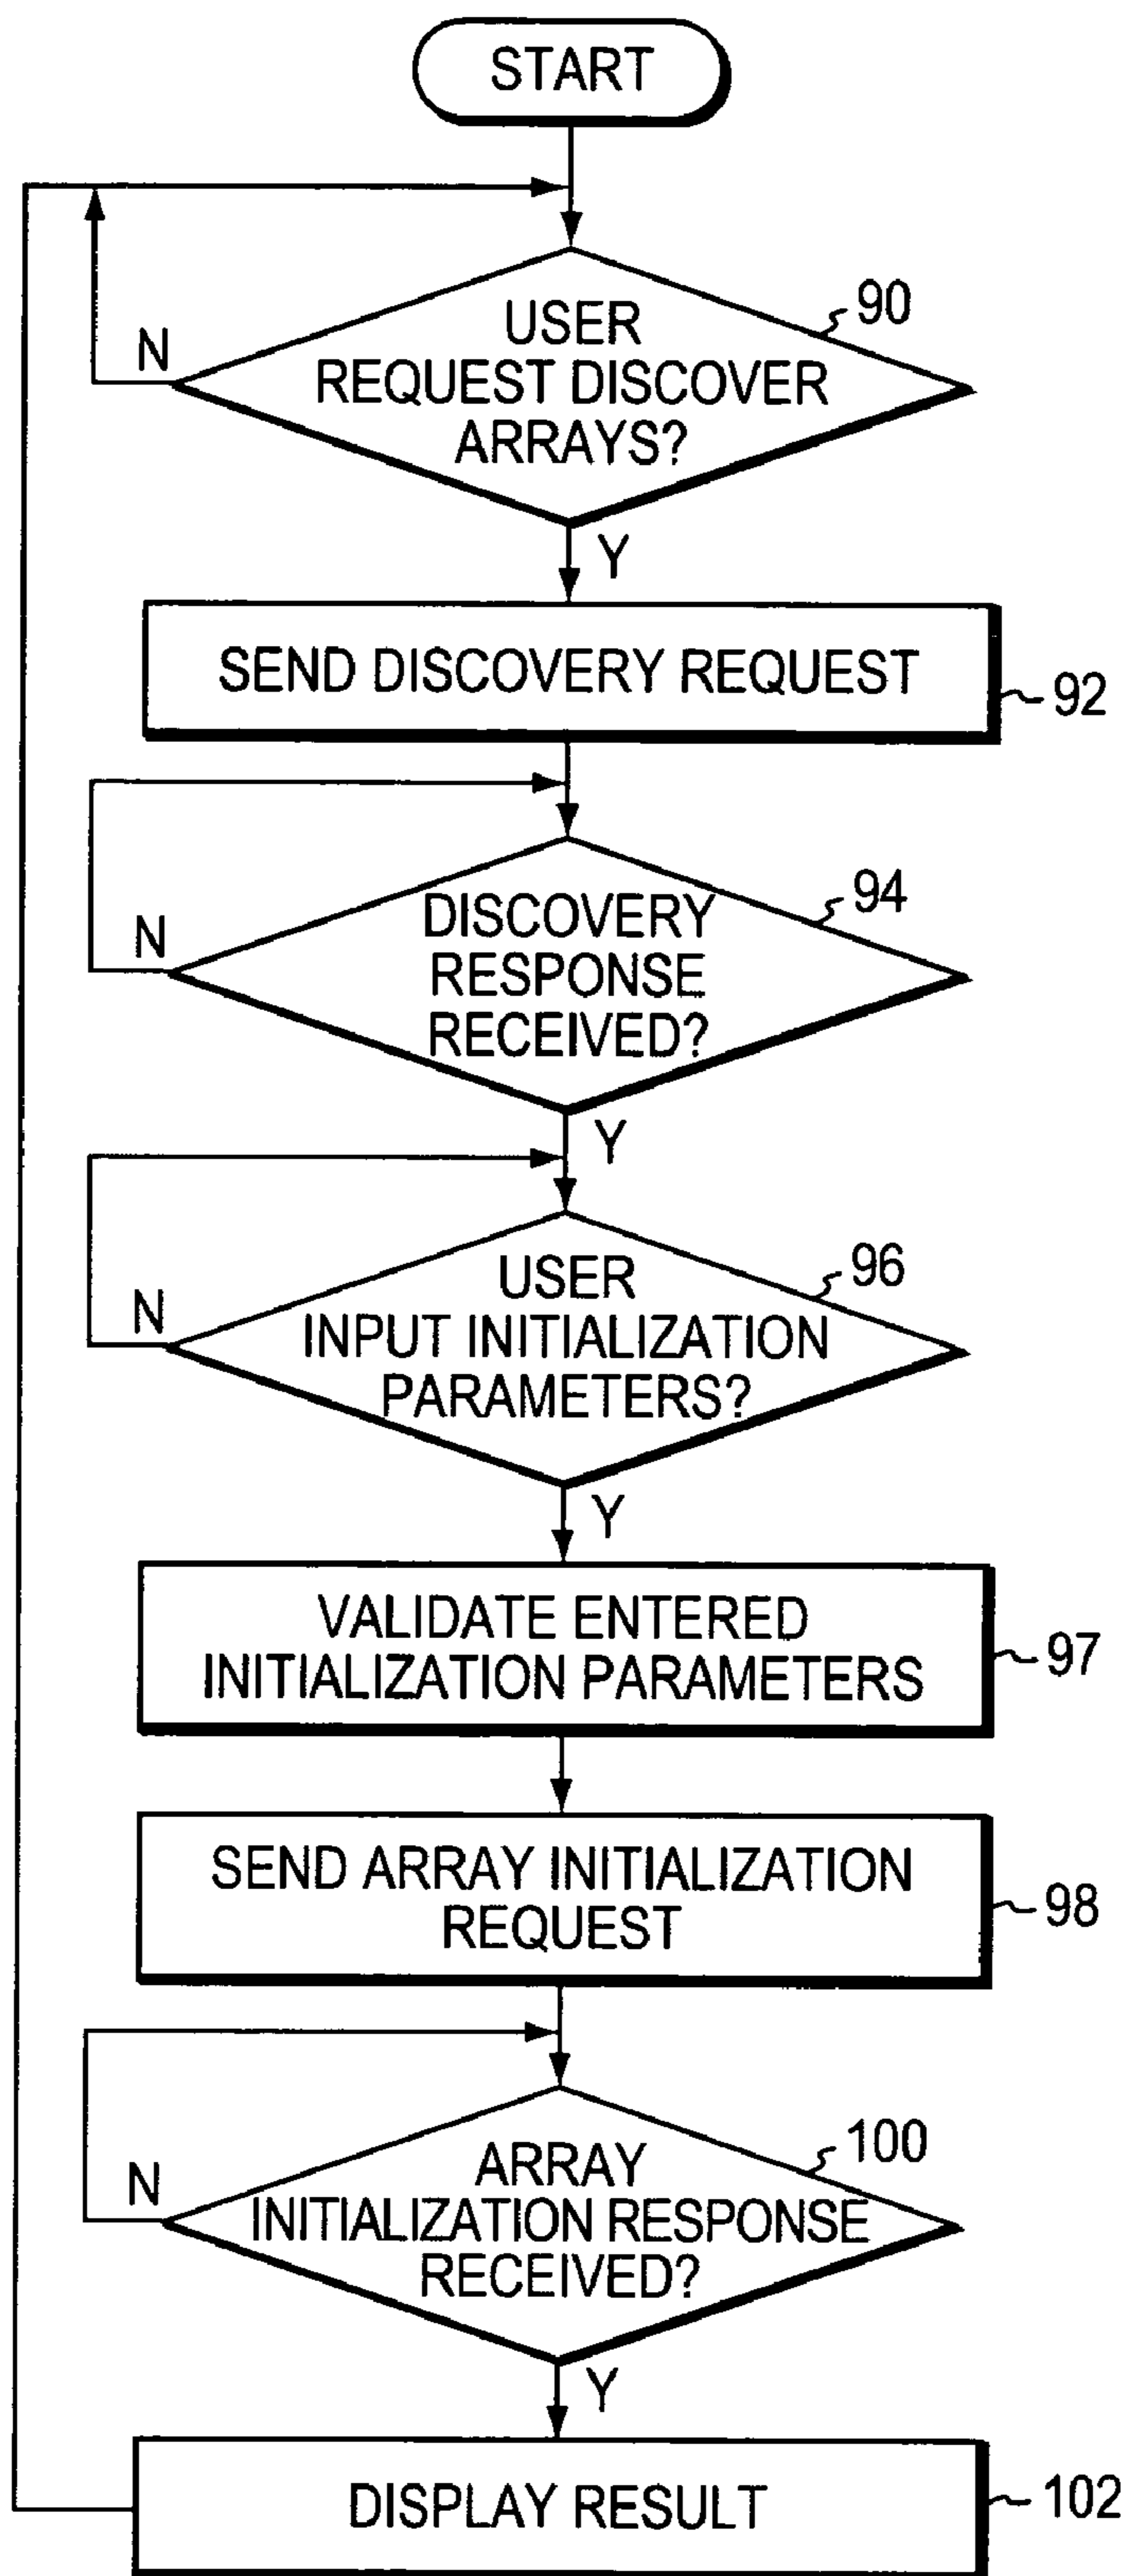 START
USER
REQUEST DISCOVER
ARRAYS?
90
N
Y
SEND DISCOVERY REQUEST
92
DISCOVERY
RESPONSE
RECEIVED?
94
N
Y
USER
INPUT INITIALIZATION
PARAMETERS?
96
N
Y
VALIDATE ENTERED
INITIALIZATION PARAMETERS
97
SEND ARRAY INITIALIZATION
REQUEST
98
ARRAY
INITIALIZATION RESPONSE
RECEIVED?
100
N
Y
DISPLAY RESULT
102